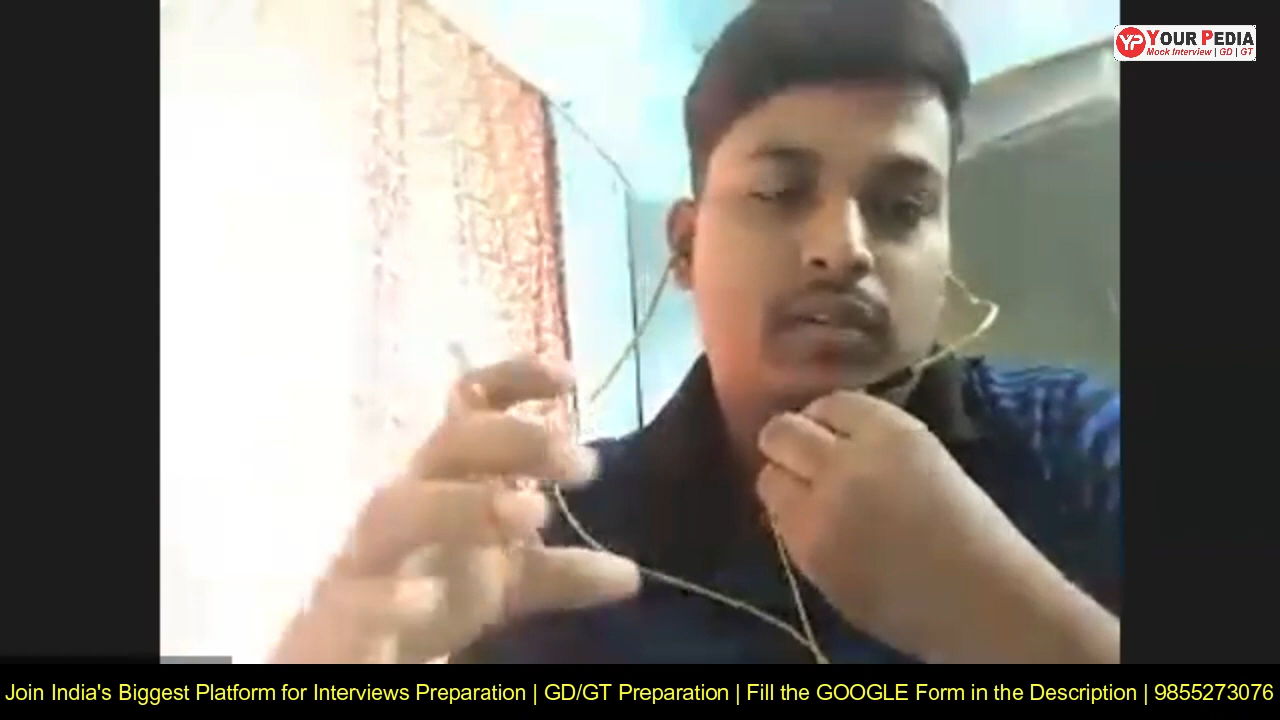 YP YOUR PEDIA
Mock Interview | GD | GT
Join India's Biggest Platform for Interviews Preparation | GD/GT Preparation | Fill the GOOGLE Form in the Description | 9855273076